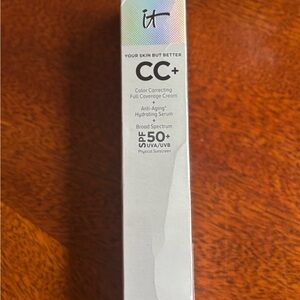 it
YOUR SKIN BUT BETTER
CC+
Color Correcting
Full Coverage Cream
+
Anti-Aging*
Hydrating Serum
+
Broad Spectrum
SPF 50+
UVA/UVB
Physical Sunscreen